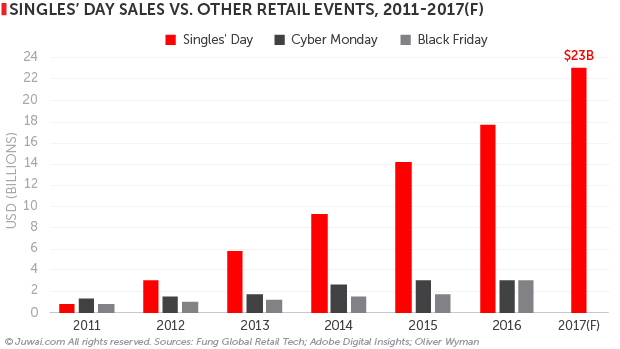 SINGLES' DAY SALES VS. OTHER RETAIL EVENTS, 2011-2017(F)
Singles' Day Cyber Monday Black Friday
$23B
24
22
20
18
16
14
12
10
8
6
4
2
0
USD (BILLIONS)
2011 2012 2013 2014 2015 2016 2017(F)
© Juwai.com All rights reserved. Sources: Fung Global Retail Tech; Adobe Digital Insights; Oliver Wyman